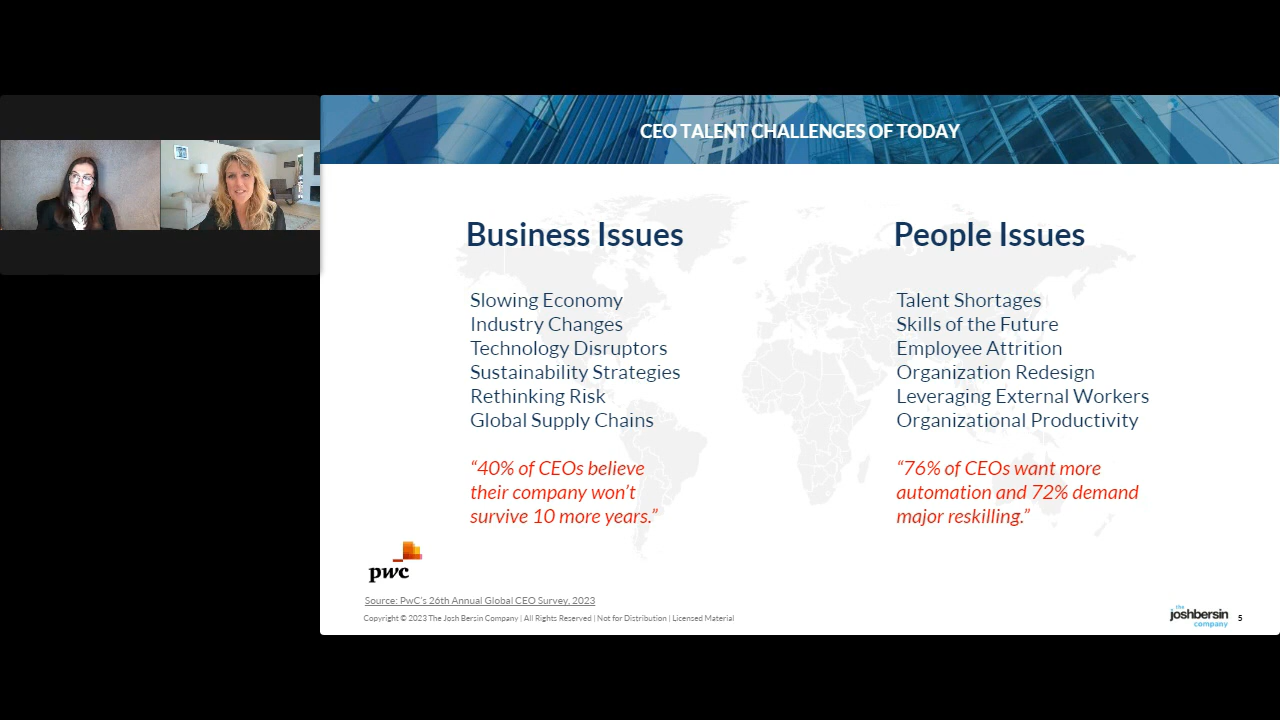 CEO TALENT CHALLENGES OF TODAY
Business Issues
Slowing Economy
Industry Changes
Technology Disruptors
Sustainability Strategies
Rethinking Risk
Global Supply Chains
“40% of CEOs believe
their company won’t
survive 10 more years.”
People Issues
Talent Shortages
Skills of the Future
Employee Attrition
Organization Redesign
Leveraging External Workers
Organizational Productivity
“76% of CEOs want more
automation and 72% demand
major reskilling.”
pwc
Source: PwC's 26th Annual Global CEO Survey, 2023
Copyright © 2023 The Josh Bersin Company | All Rights Reserved | Not for Distribution | Licensed Material
the
joshbersin
company
5